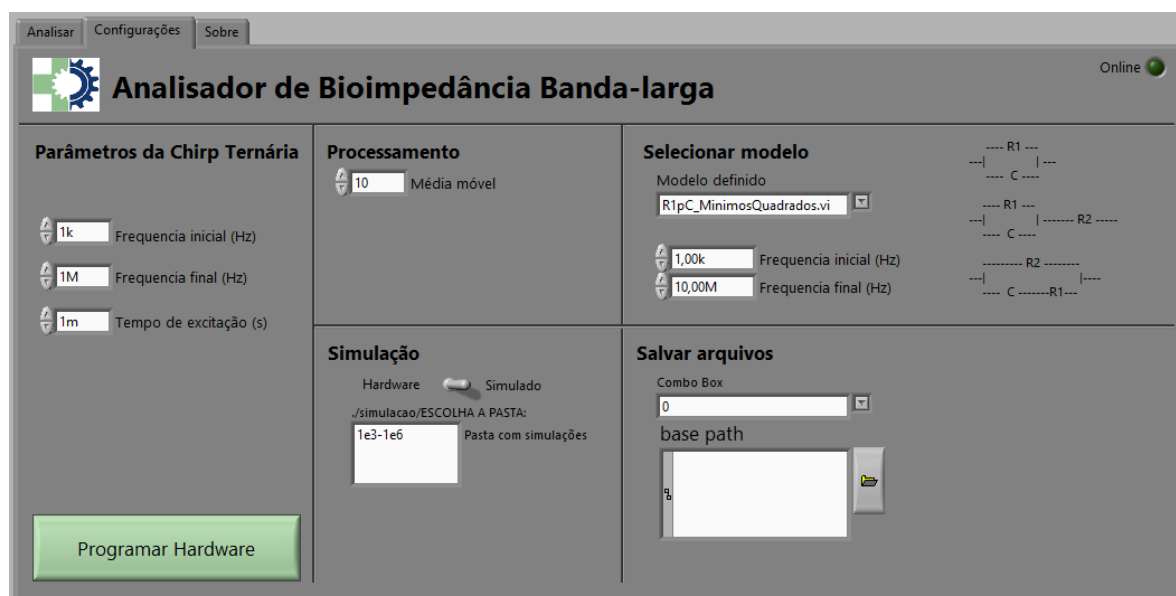 Analisar
Configurações
Sobre
Analisador de Bioimpedância Banda-larga
Online
Parâmetros da Chirp Ternária
1k Frequencia inicial (Hz)
1M Frequencia final (Hz)
1m Tempo de excitação (s)
Programar Hardware
Processamento
10 Média móvel
Selecionar modelo
Modelo definido
R1pC_MinimosQuadrados.vi
1,00k Frequencia inicial (Hz)
10,00M Frequencia final (Hz)
---- R1 ---
---| | ---
---- C ----
---- R1 ---
---| | ------- R2 -----
---- C ----
--------- R2 --------
---| |----
---- C -------R1---
Simulação
Hardware Simulado
./simulacao/ESCOLHA A PASTA:
1e3-1e6 Pasta com simulações
Salvar arquivos
Combo Box
0
base path